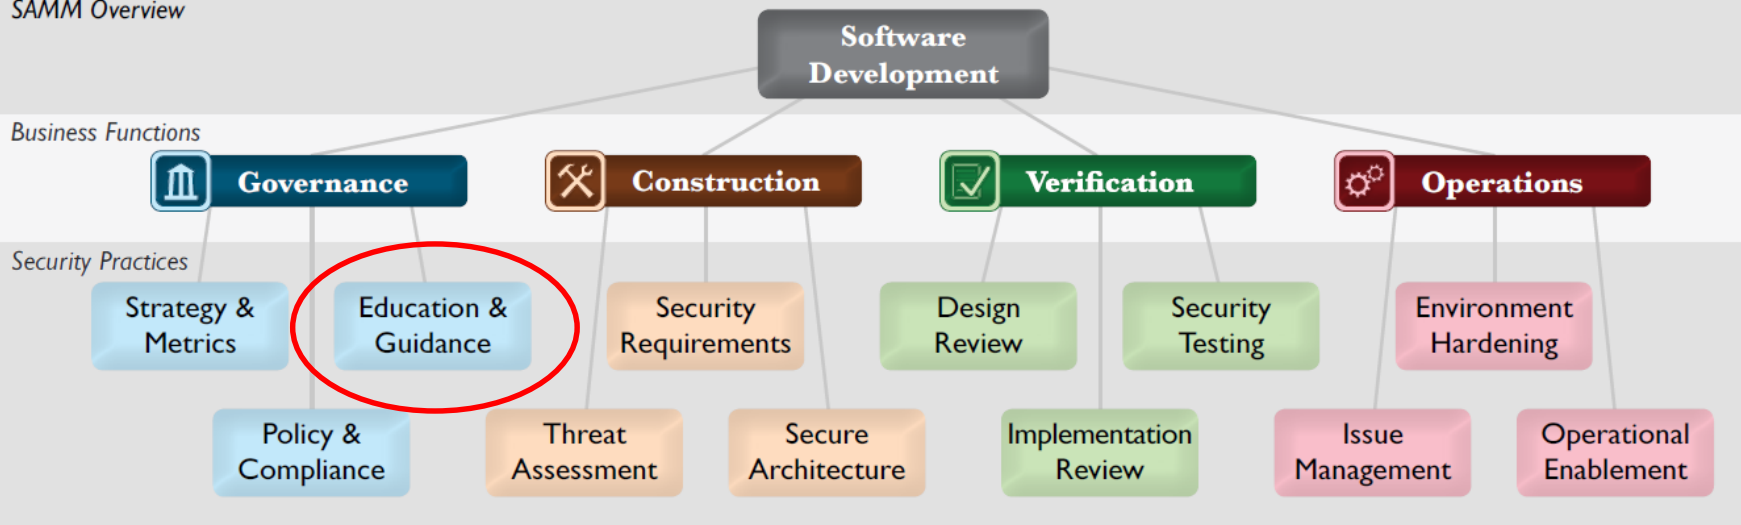 SAMM Overview
Software
Development
Business Functions
Governance
Construction
Verification
Operations
Security Practices
Strategy &
Metrics
Education &
Guidance
Security
Requirements
Design
Review
Security
Testing
Environment
Hardening
Policy &
Compliance
Threat
Assessment
Secure
Architecture
Implementation
Review
Issue
Management
Operational
Enablement